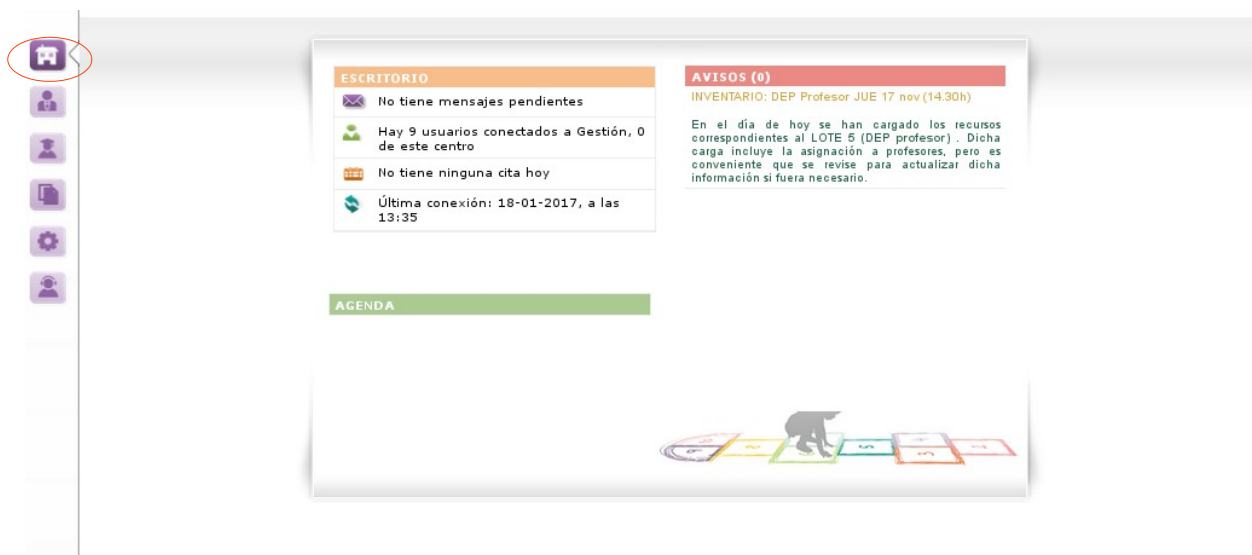 ESCRITORIO
No tiene mensajes pendientes
Hay 9 usuarios conectados a Gestión, 0
de este centro
No tiene ninguna cita hoy
Última conexión: 18-01-2017, a las
13:35
AVISOS (0)
INVENTARIO: DEP Profesor JUE 17 nov (14.30h)
En el día de hoy se han cargado los recursos
correspondientes al LOTE 5 (DEP profesor) . Dicha
carga incluye la asignación a profesores, pero es
conveniente que se revise para actualizar dicha
información si fuera necesario.
AGENDA